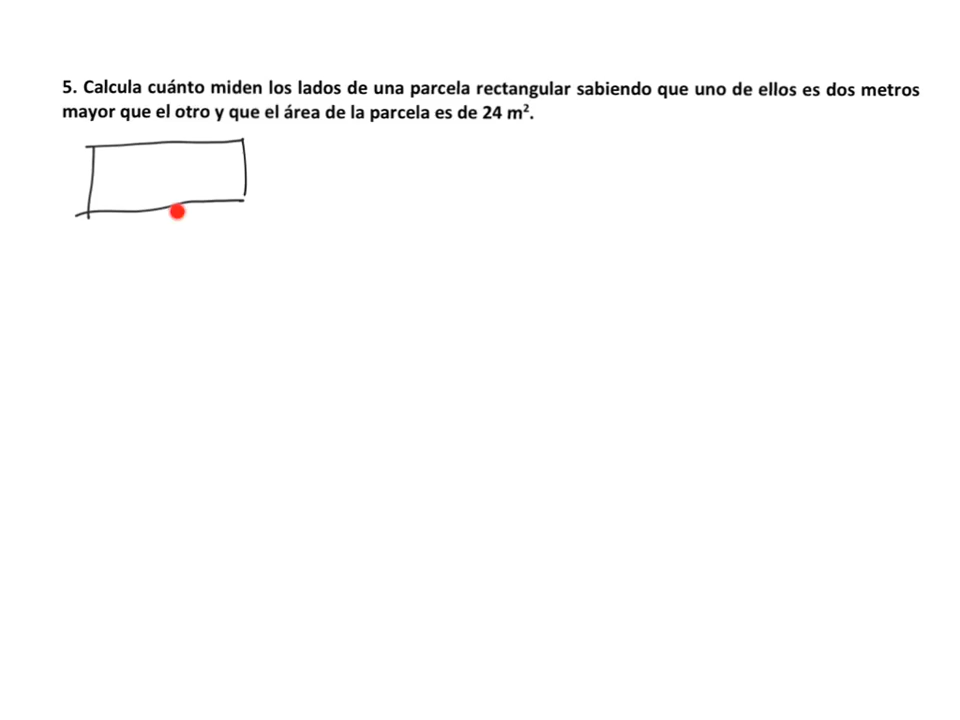 5. Calcula cuánto miden los lados de una parcela rectangular sabiendo que uno de ellos es dos metros
mayor que el otro y que el área de la parcela es de 24 m².